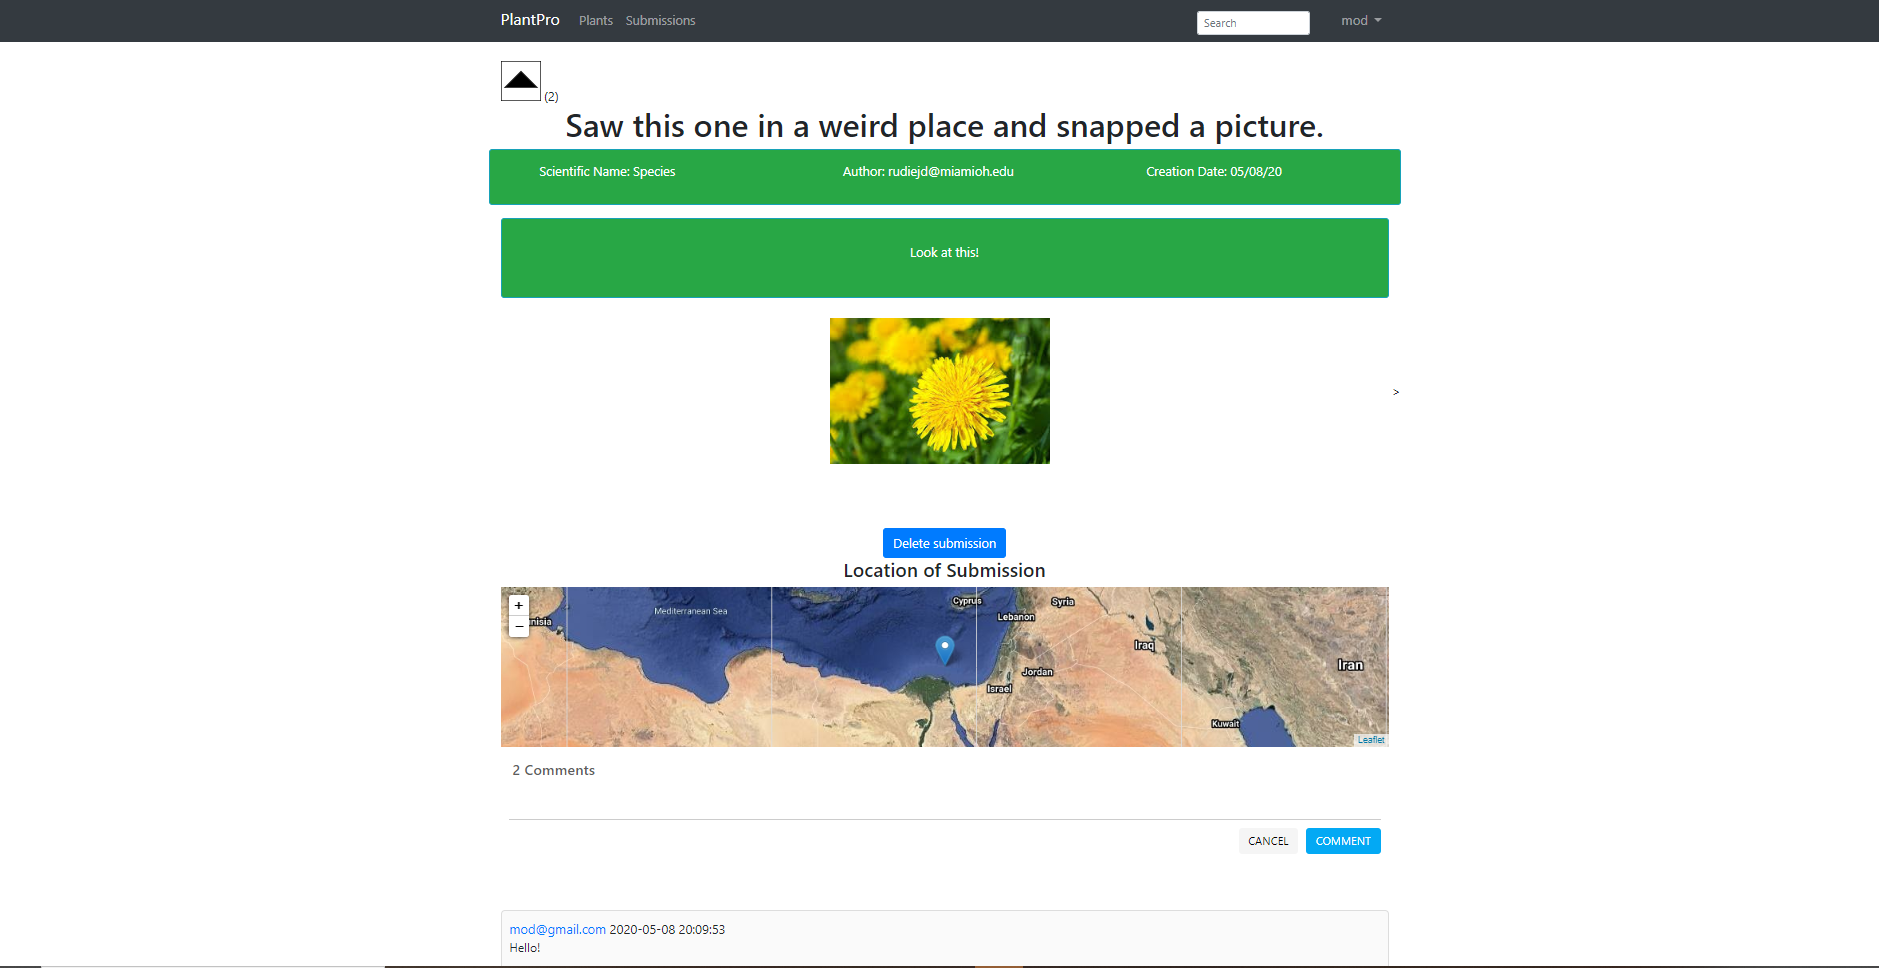 PlantPro Plants Submissions Search mod
(2)
Saw this one in a weird place and snapped a picture.
Scientific Name: Species Author: rudiejd@miamioh.edu Creation Date: 05/08/20
Look at this!
>
Delete submission
Location of Submission
+
−
nisia
Mediterranean Sea
Cyprus
Syria
Lebanon
Iraq
Iran
Jordan
Israel
Kuwait
Leaflet
2 Comments
CANCEL COMMENT
mod@gmail.com 2020-05-08 20:09:53
Hello!